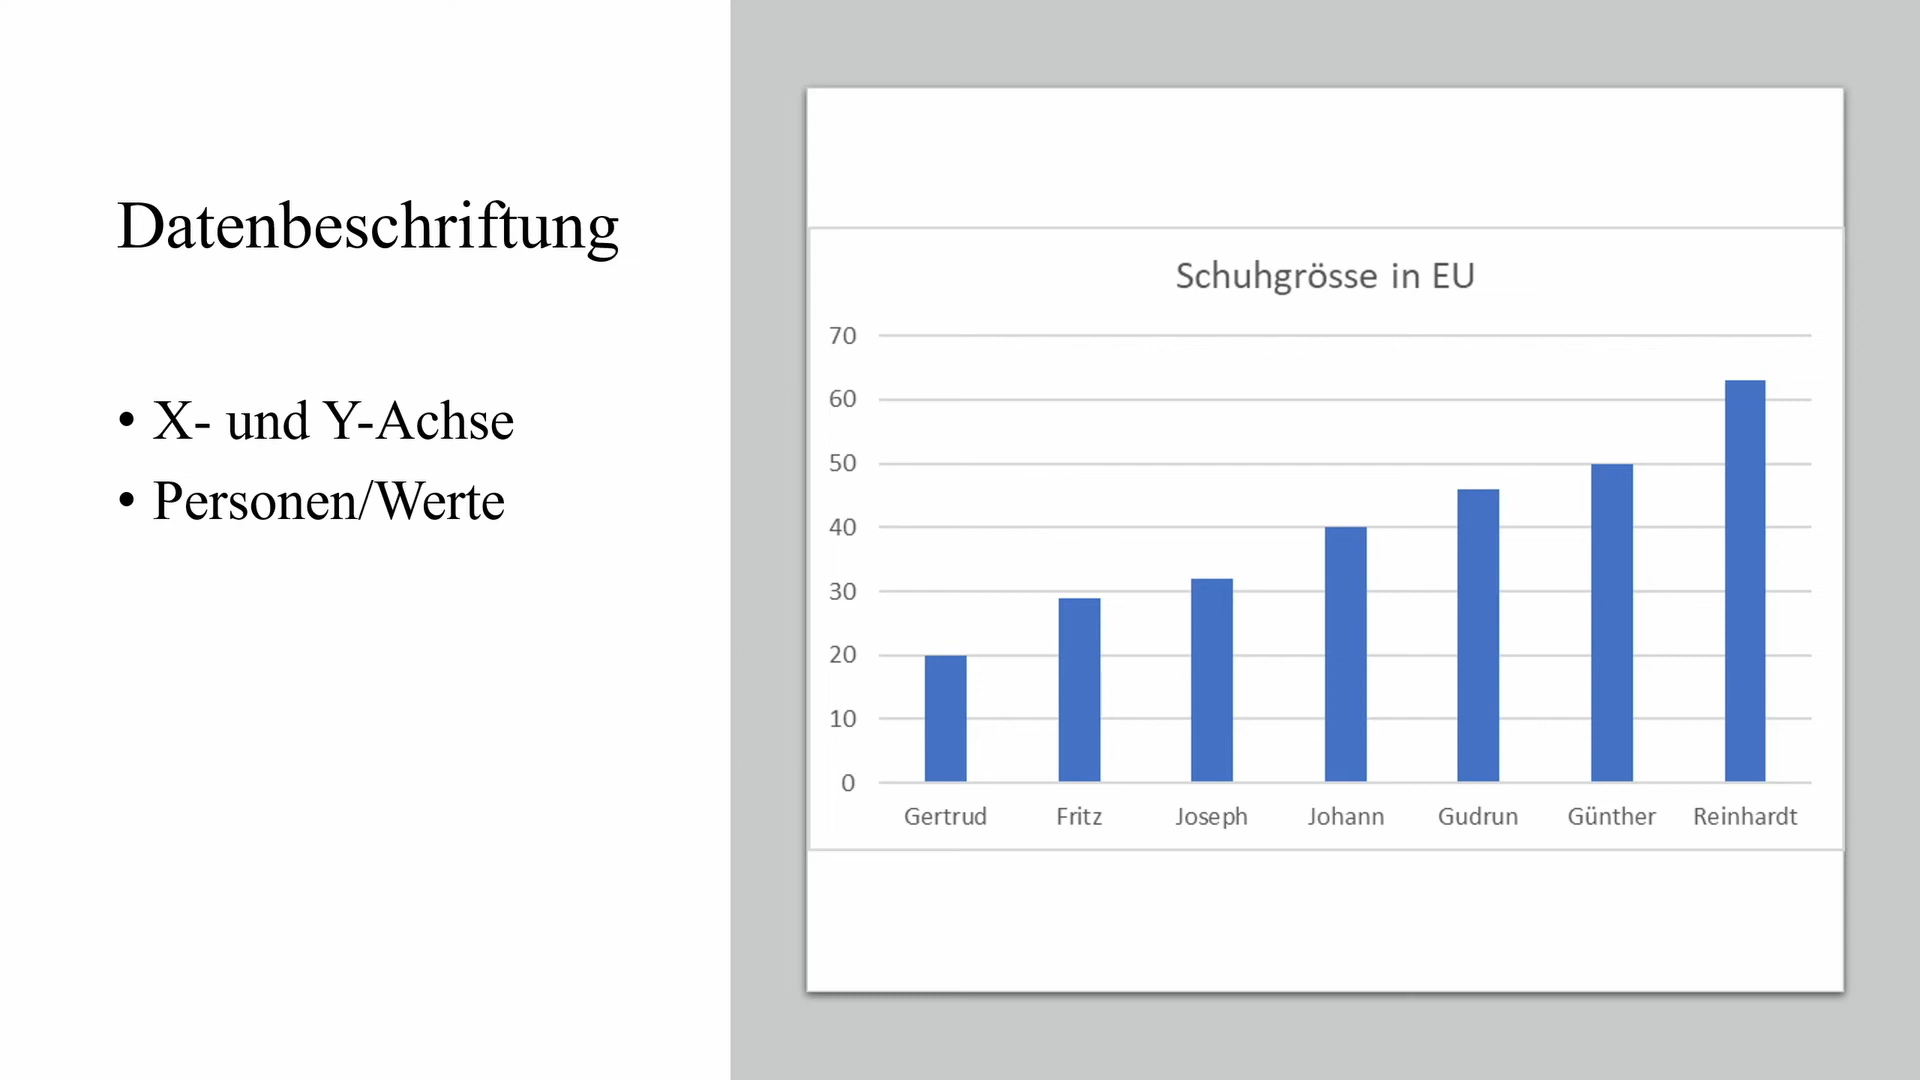 Datenbeschriftung
• X- und Y-Achse
• Personen/Werte
Schuhgrösse in EU
70
60
50
40
30
20
10
0
Gertrud Fritz Joseph Johann Gudrun Günther Reinhardt